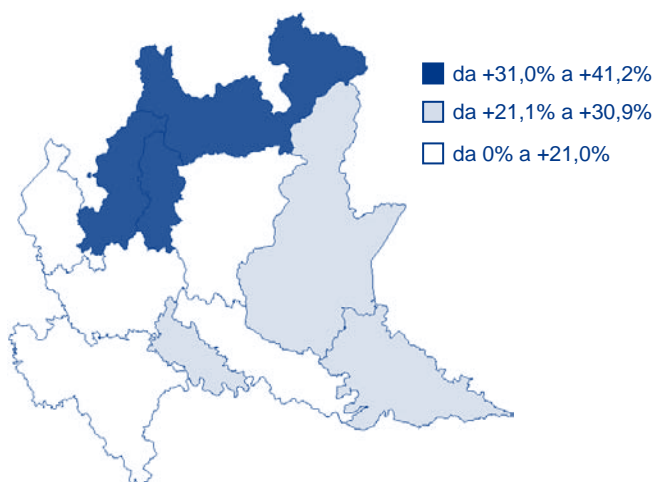 da +31,0% a +41,2%
da +21,1% a +30,9%
da 0% a +21,0%